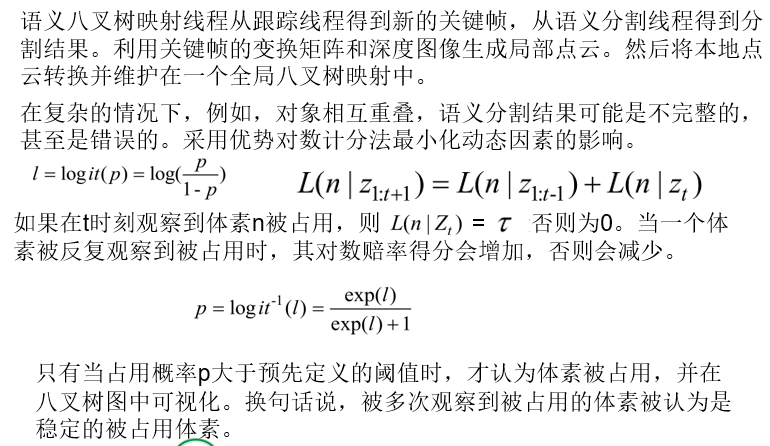 语义八叉树映射线程从跟踪线程得到新的关键帧，从语义分割线程得到分
割结果。利用关键帧的变换矩阵和深度图像生成局部点云。然后将本地点
云转换并维护在一个全局八叉树映射中。
在复杂的情况下，例如，对象相互重叠，语义分割结果可能是不完整的，
甚至是错误的。采用优势对数计分法最小化动态因素的影响。
l = logit(p) = log(p / 1 - p)
L(n | z_{1:t+1}) = L(n | z_{1:t-1}) + L(n | z_t)
如果在t时刻观察到体素n被占用，则 L(n | Z_t) = τ 否则为0。当一个体
素被反复观察到被占用时，其对数赔率得分会增加，否则会减少。
p = logit^{-1}(l) = exp(l) / exp(l) + 1
只有当占用概率p大于预先定义的阈值时，才认为体素被占用，并在
八叉树图中可视化。换句话说，被多次观察到被占用的体素被认为是
稳定的被占用体素。